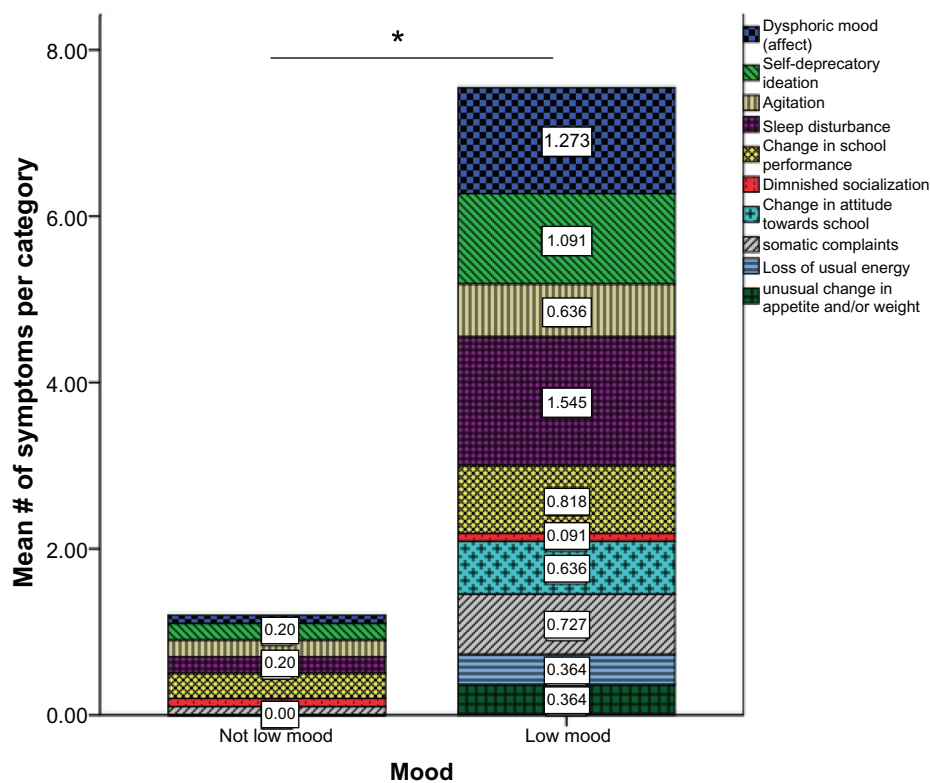 8.00
6.00
4.00
2.00
0.00
Mean # of symptoms per category
*
1.273
1.091
0.636
1.545
0.818
0.091
0.636
0.727
0.364
0.364
0.20
0.20
0.00
Not low mood
Low mood
Mood
Dysphoric mood
(affect)
Self-deprecatory
ideation
Agitation
Sleep disturbance
Change in school
performance
Dimnished socialization
Change in attitude
towards school
somatic complaints
Loss of usual energy
unusual change in
appetite and/or weight